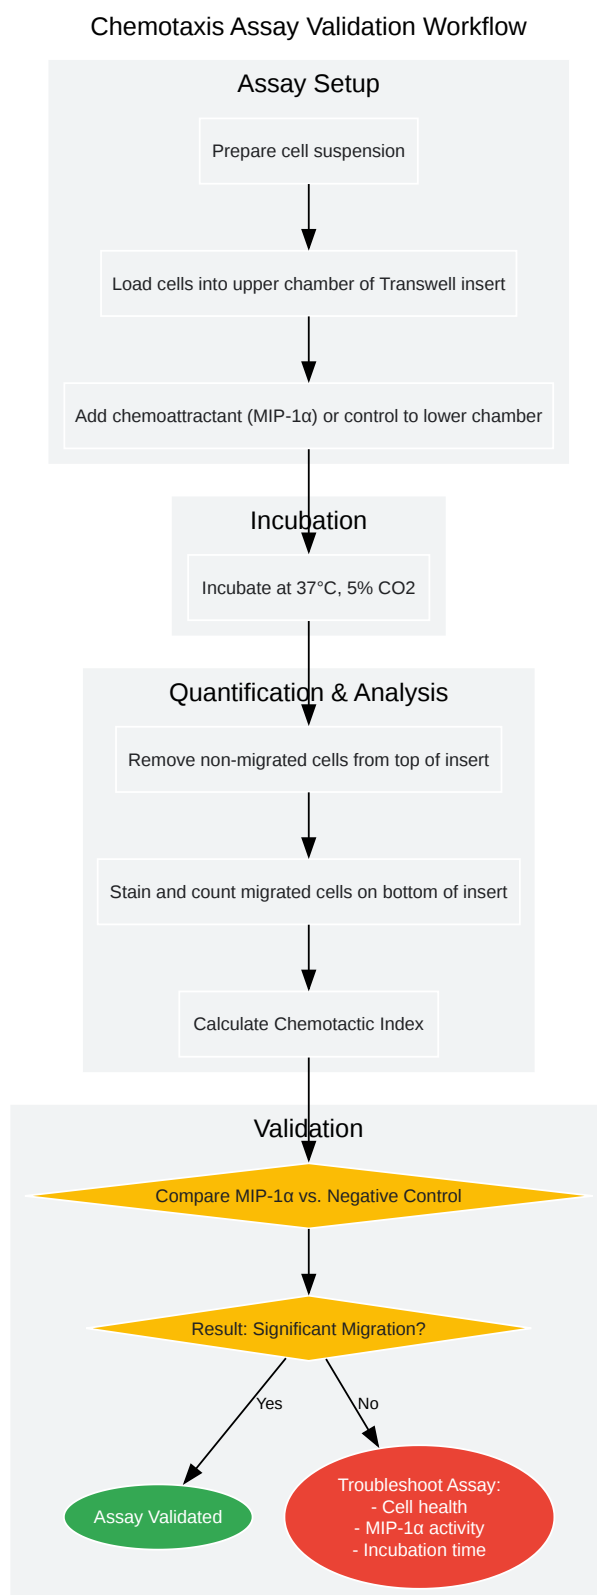 Chemotaxis Assay Validation Workflow
Assay Setup
Prepare cell suspension
Load cells into upper chamber of Transwell insert
Add chemoattractant (MIP-1α) or control to lower chamber
Incubation
Incubate at 37°C, 5% CO2
Quantification & Analysis
Remove non-migrated cells from top of insert
Stain and count migrated cells on bottom of insert
Calculate Chemotactic Index
Validation
Compare MIP-1α vs. Negative Control
Result: Significant Migration?
Yes
No
Assay Validated
Troubleshoot Assay:
- Cell health
- MIP-1α activity
- Incubation time